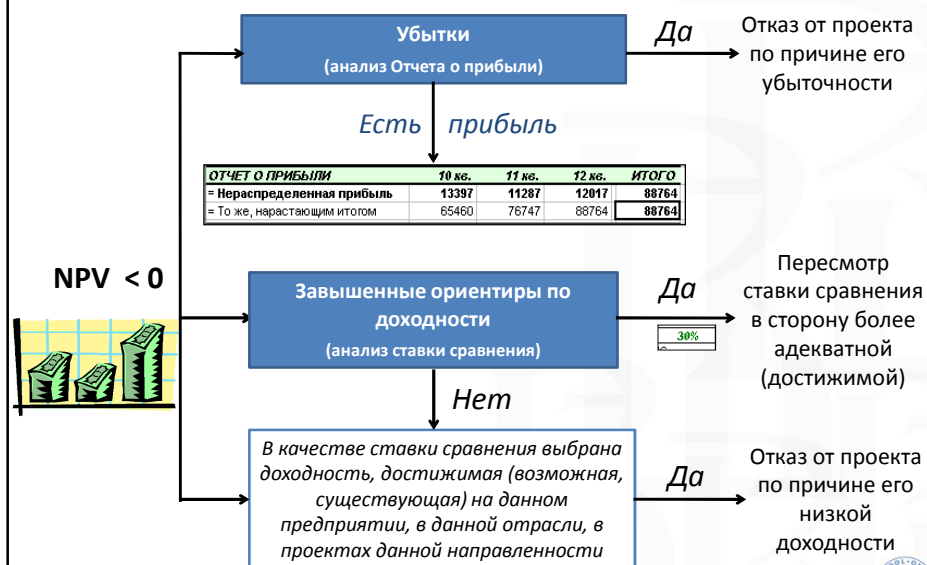 Убытки
(анализ Отчета о прибыли)
Да
Отказ от проекта
по причине его
убыточности
Есть прибыль
ОТЧЕТ О ПРИБЫЛИ 10 кв. 11 кв. 12 кв. ИТОГО
= Нераспределенная прибыль 13397 11287 12017 88764
= То же, нарастающим итогом 65460 76747 88764 88764
NPV < 0
Завышенные ориентиры по
доходности
(анализ ставки сравнения)
Да
30%
Пересмотр
ставки сравнения
в сторону более
адекватной
(достижимой)
Нет
В качестве ставки сравнения выбрана
доходность, достижимая (возможная,
существующая) на данном
предприятии, в данной отрасли, в
проектах данной направленности
Да
Отказ от проекта
по причине его
низкой
доходности